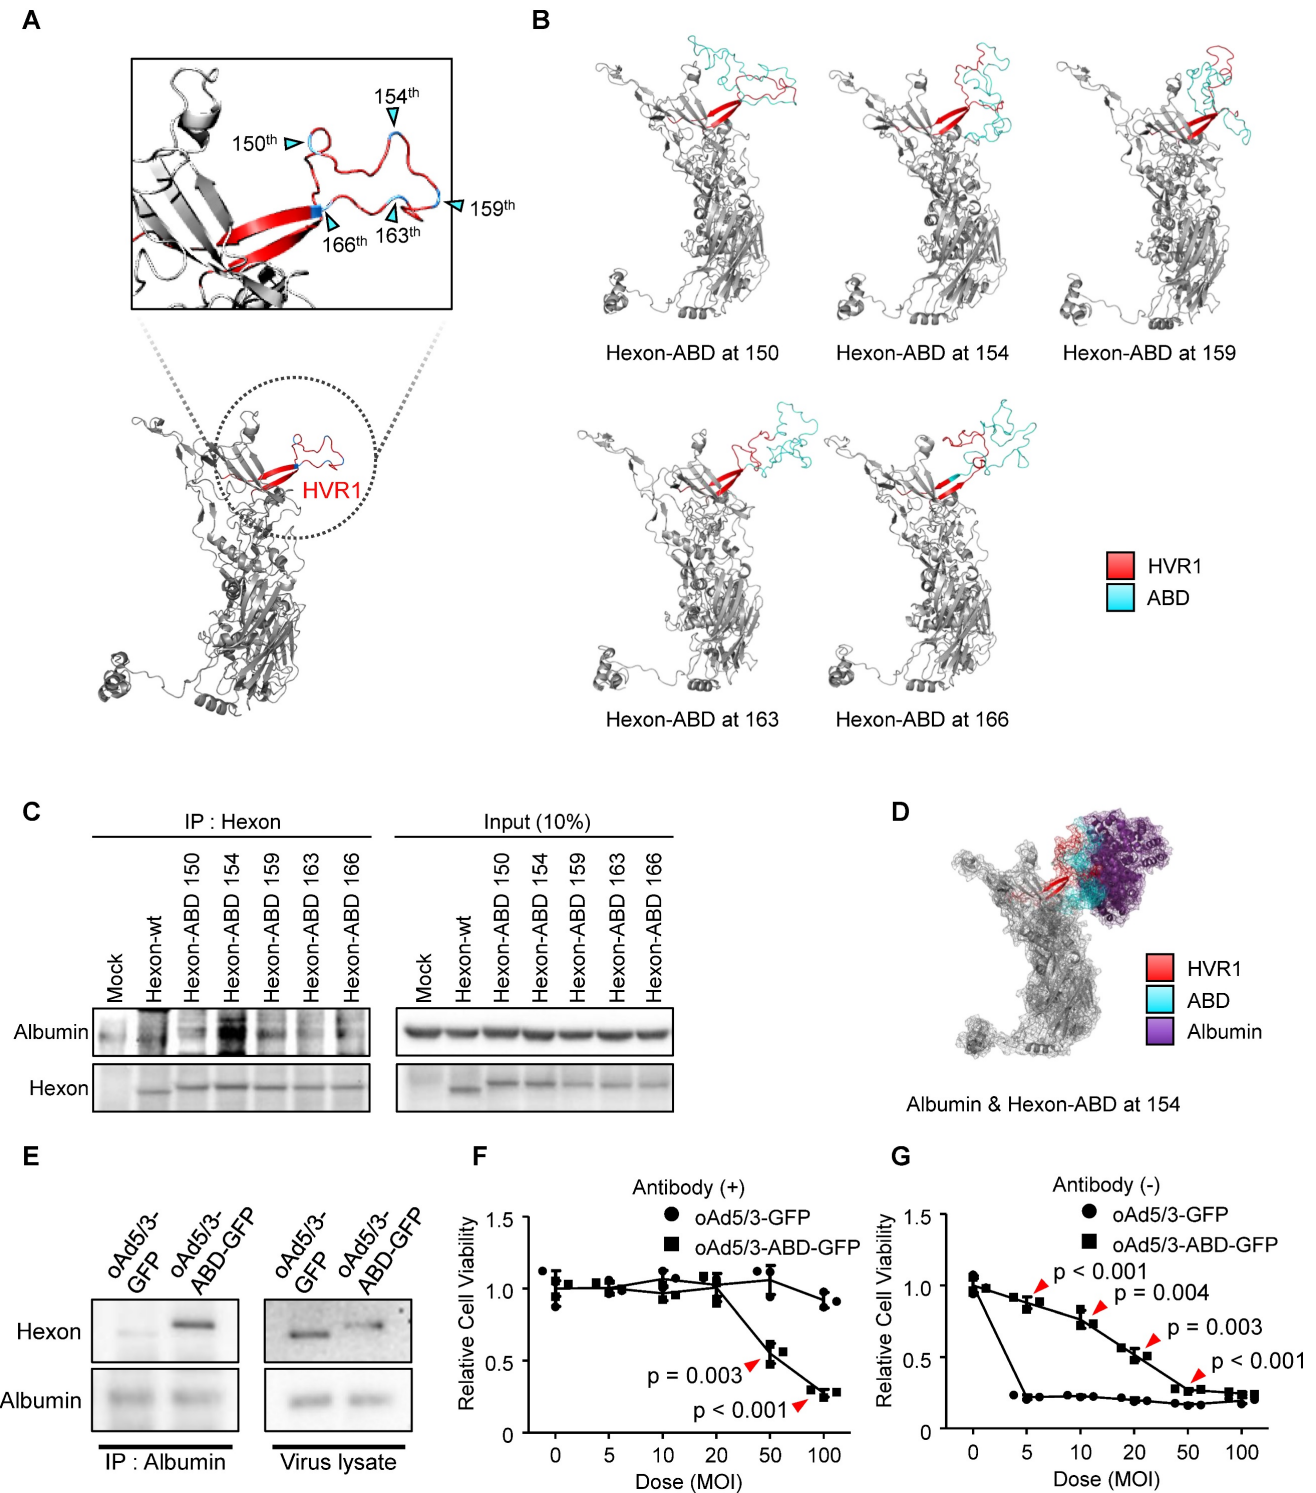 A
150th
154th
159th
163th
166th
HVR1
B
Hexon-ABD at 150
Hexon-ABD at 154
Hexon-ABD at 159
Hexon-ABD at 163
Hexon-ABD at 166
HVR1
ABD
C
IP : Hexon
Input (10%)
Mock
Hexon-wt
Hexon-ABD 150
Hexon-ABD 154
Hexon-ABD 159
Hexon-ABD 163
Hexon-ABD 166
Mock
Hexon-wt
Hexon-ABD 150
Hexon-ABD 154
Hexon-ABD 159
Hexon-ABD 163
Hexon-ABD 166
Albumin
Hexon
D
HVR1
ABD
Albumin
Albumin & Hexon-ABD at 154
E
oAd5/3-
GFP
oAd5/3-
ABD-GFP
oAd5/3-
GFP
oAd5/3-
ABD-GFP
Hexon
Albumin
IP : Albumin
Virus lysate
F
Antibody (+)
oAd5/3-GFP
oAd5/3-ABD-GFP
Relative Cell Viability
1.5
1.0
0.5
0
p = 0.003
p < 0.001
0 5 10 20 50 100
Dose (MOI)
G
Antibody (-)
oAd5/3-GFP
oAd5/3-ABD-GFP
Relative Cell Viability
1.5
1.0
0.5
0
p < 0.001
p = 0.004
p = 0.003
p < 0.001
0 5 10 20 50 100
Dose (MOI)